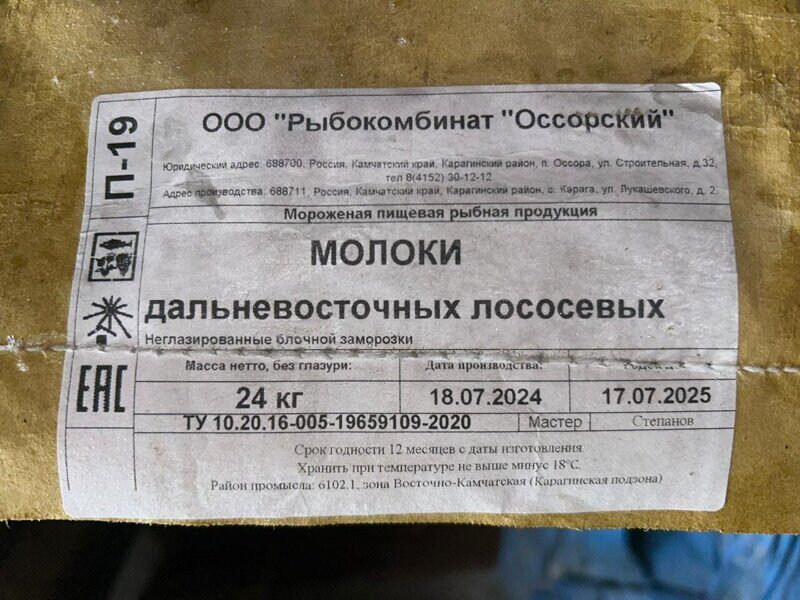 П-19
ООО "Рыбокомбинат "Оссорский"
Юридический адрес: 688700, Россия, Камчатский край, Карагинский район, п. Оссора, ул. Строительная, д.32,
тел 8(4152) 30-12-12
Адрес производства: 688711, Россия, Камчатский край, Карагинский район, с. Карага, ул. Лукашевского, д. 2.
Мороженая пищевая рыбная продукция
МОЛОКИ
дальневосточных лососевых
Неглазированные блочной заморозки
EAC
Масса нетто, без глазури:
Дата производства:
24 кг
18.07.2024
17.07.2025
ТУ 10.20.16-005-19659109-2020
Мастер
Степанов
Срок годности 12 месяцев с даты изготовления
Хранить при температуре не выше минус 18°С.
Район промысла: 6102.1, зона Восточно-Камчатская (Карагинская подзона)